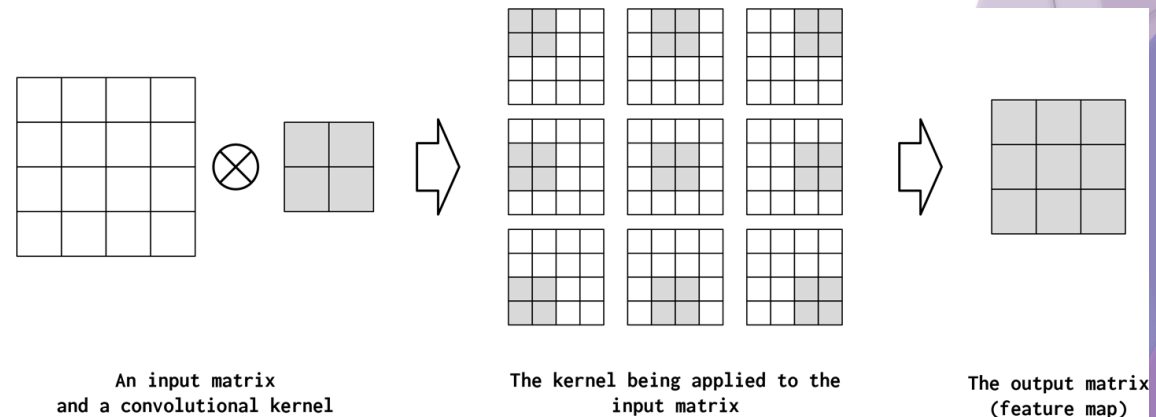 An input matrix
and a convolutional kernel
The kernel being applied to the
input matrix
The output matrix
(feature map)